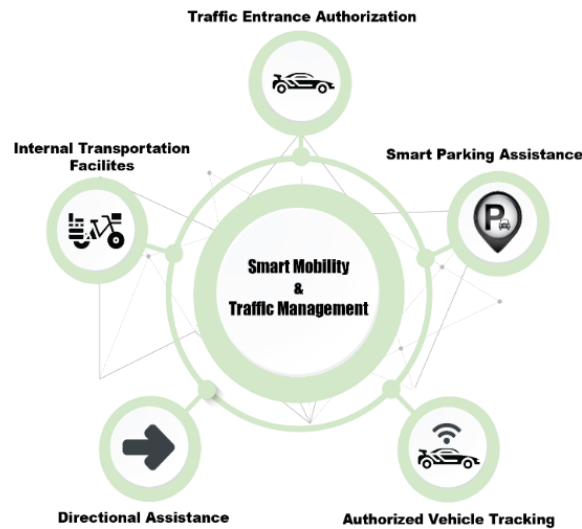 Traffic Entrance Authorization
Internal Transportation
Facilites
Smart Parking Assistance
P
Smart Mobility
&
Traffic Management
Directional Assistance
Authorized Vehicle Tracking